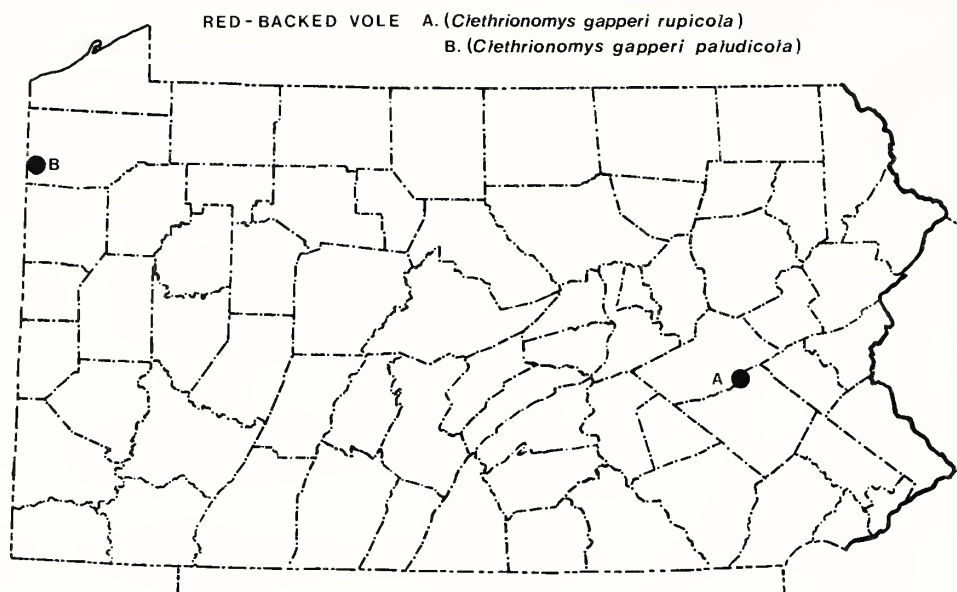 RED-BACKED VOLE A. (Clethrionomys gapperi rupicola)
B. (Clethrionomys gapperi paludicola)
B
A